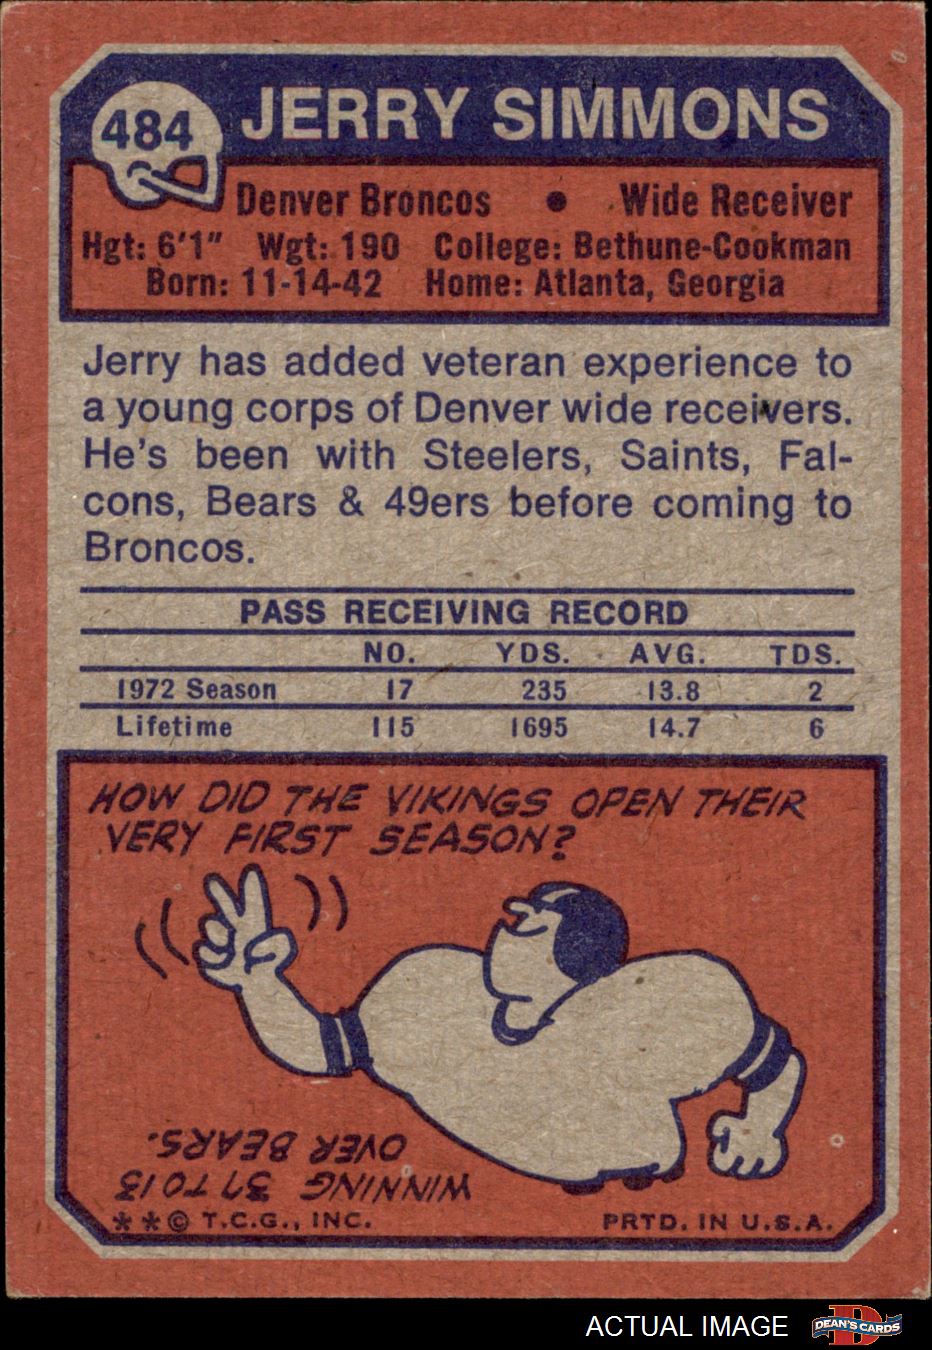 484
JERRY SIMMONS
Denver Broncos • Wide Receiver
Hgt: 6'1" Wgt: 190 College: Bethune-Cookman
Born: 11-14-42 Home: Atlanta, Georgia
Jerry has added veteran experience to
a young corps of Denver wide receivers.
He's been with Steelers, Saints, Fal-
cons, Bears & 49ers before coming to
Broncos.
PASS RECEIVING RECORD
NO. YDS. AVG. TDS.
1972 Season 17 235 13.8 2
Lifetime 115 1695 14.7 6
HOW DID THE VIKINGS OPEN THEIR
VERY FIRST SEASON?
WINNING 37 TO 13
OVER BEARS.
**© T.C.G., INC. PRTD. IN U.S.A.
ACTUAL IMAGE
D
DEAN'S CARDS